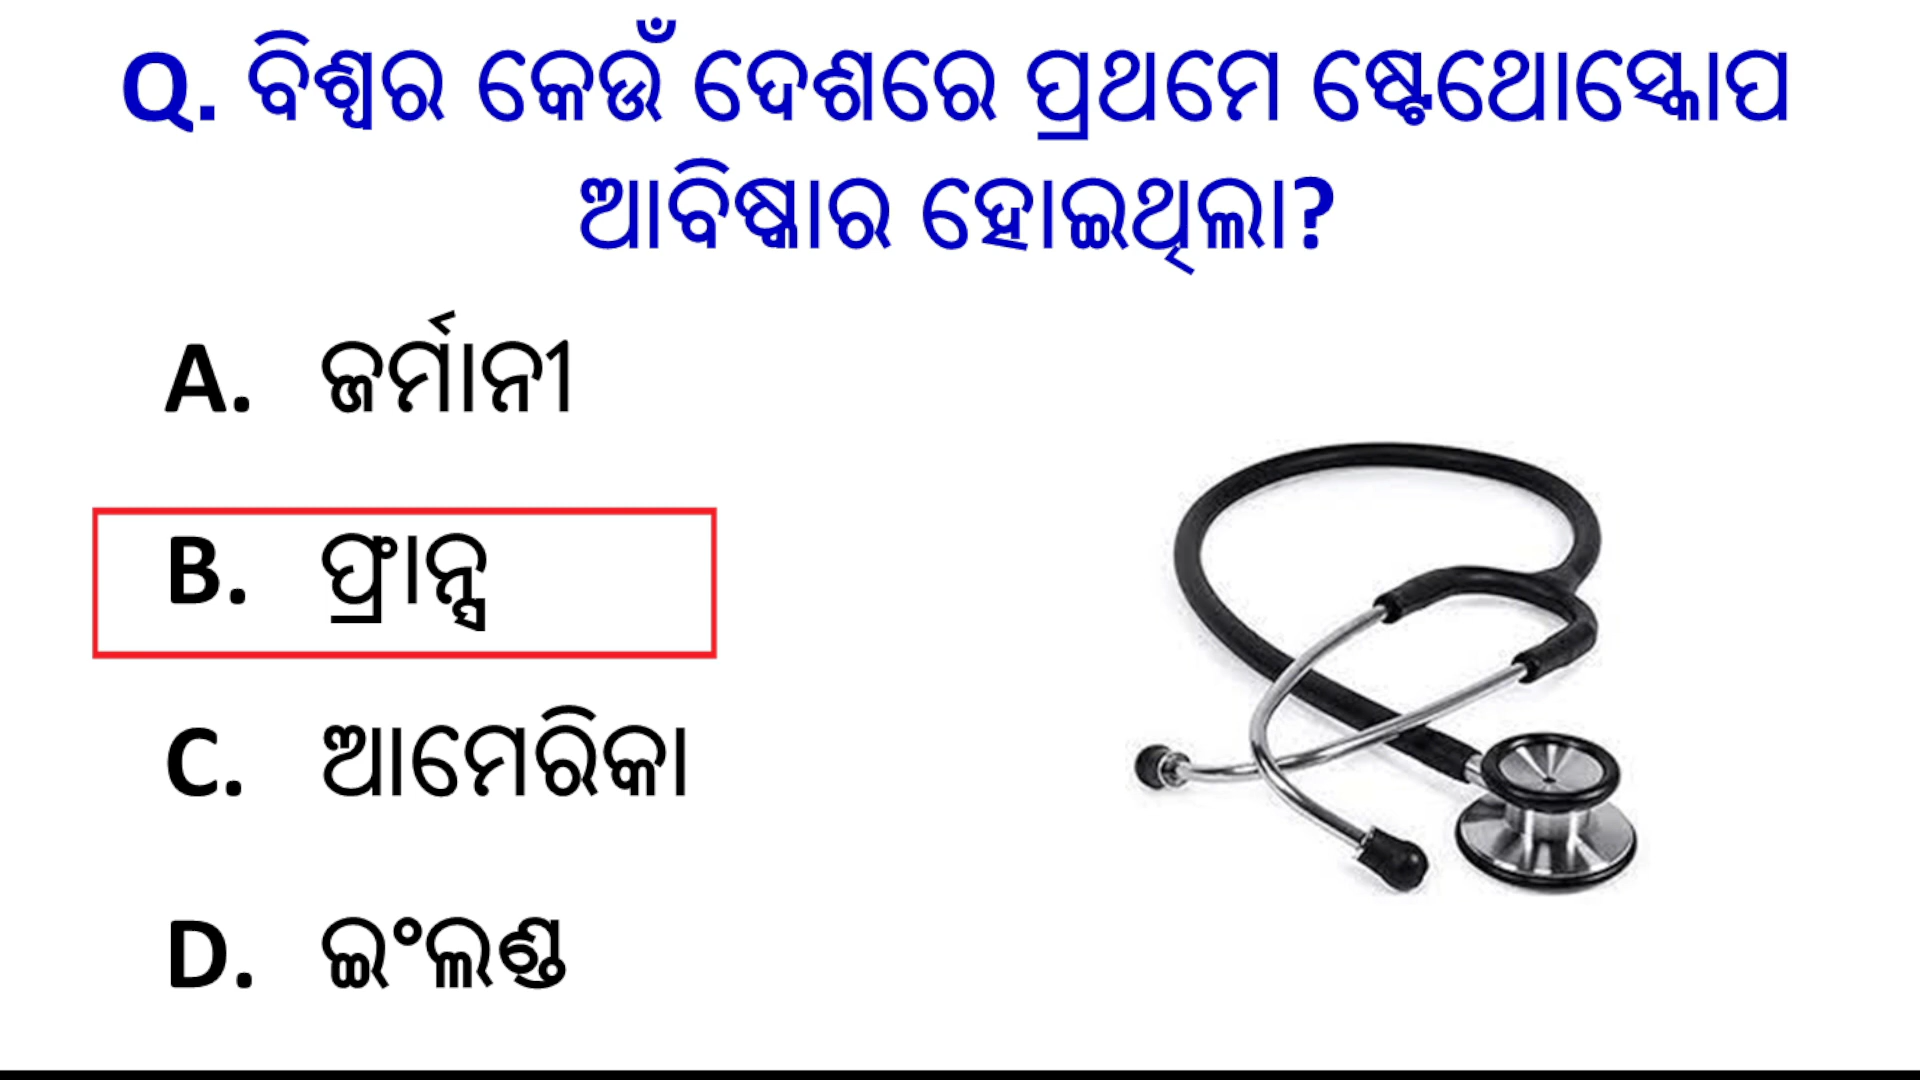 Q. ବିଶ୍ୱର କେଉଁ ଦେଶରେ ପ୍ରଥମେ ଷ୍ଟେଥୋସ୍କୋପ
ଆବିଷ୍କାର ହୋଇଥିଲା?
A. ଜର୍ମାନୀ
B. ଫ୍ରାନ୍ସ
C. ଆମେରିକା
D. ଇଂଲଣ୍ଡ